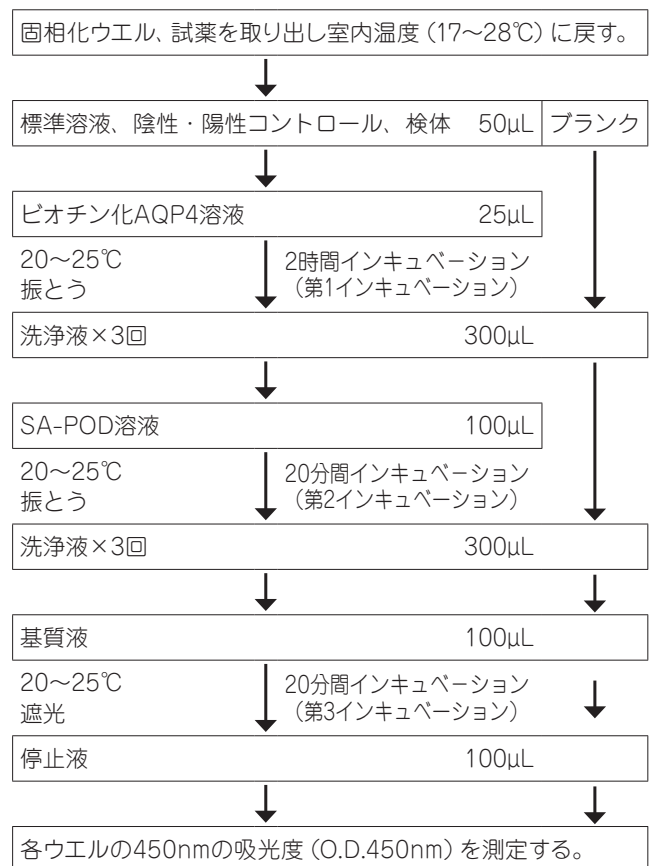 固相化ウエル、試薬を取り出し室内温度（17～28℃）に戻す。
標準溶液、陰性・陽性コントロール、検体 50μL ブランク
ビオチン化AQP4溶液 25μL
20～25℃ 2時間インキュベーション
振とう （第1インキュベーション）
洗浄液×3回 300μL
SA-POD溶液 100μL
20～25℃ 20分間インキュベーション
振とう （第2インキュベーション）
洗浄液×3回 300μL
基質液 100μL
20～25℃ 20分間インキュベーション
遮光 （第3インキュベーション）
停止液 100μL
各ウエルの450nmの吸光度（O.D.450nm）を測定する。